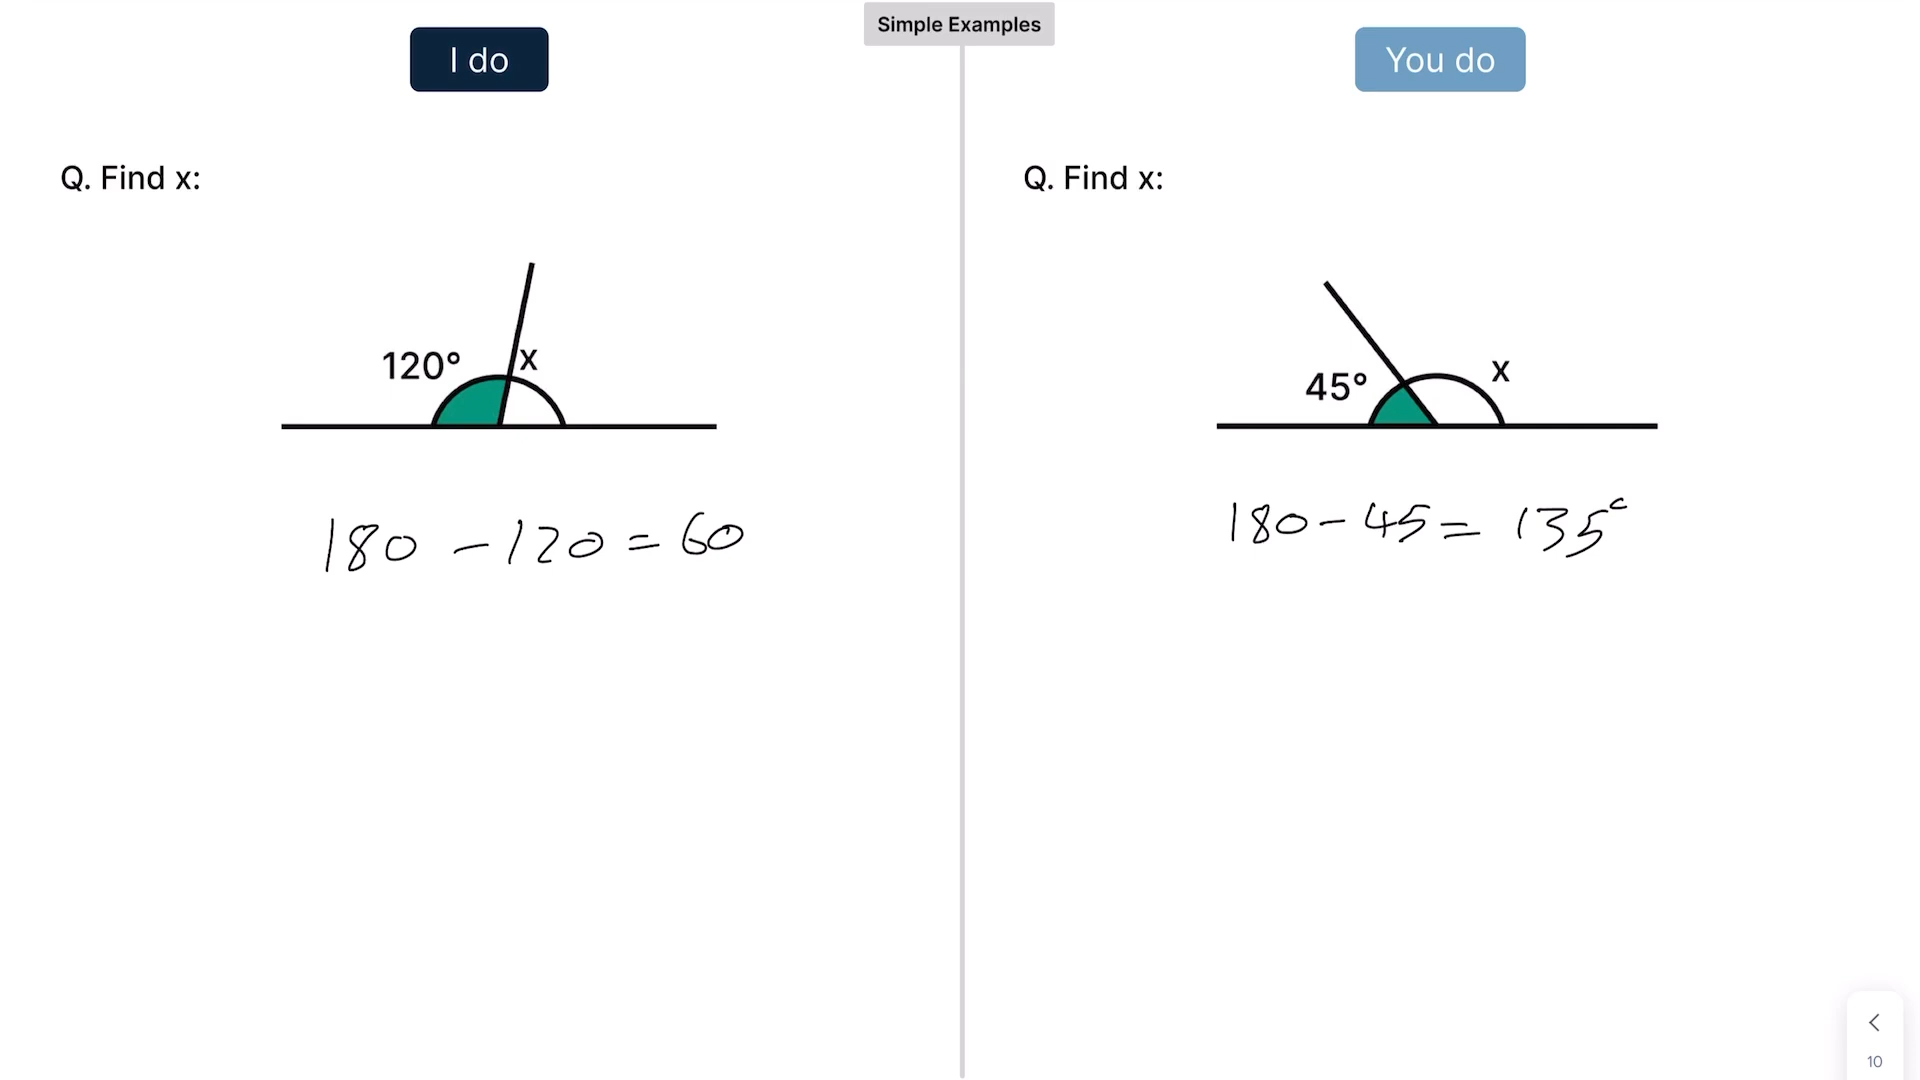 Simple Examples
I do
Q. Find x:
120°
x
180 - 120 = 60
You do
Q. Find x:
45°
x
180 - 45 = 135°
10